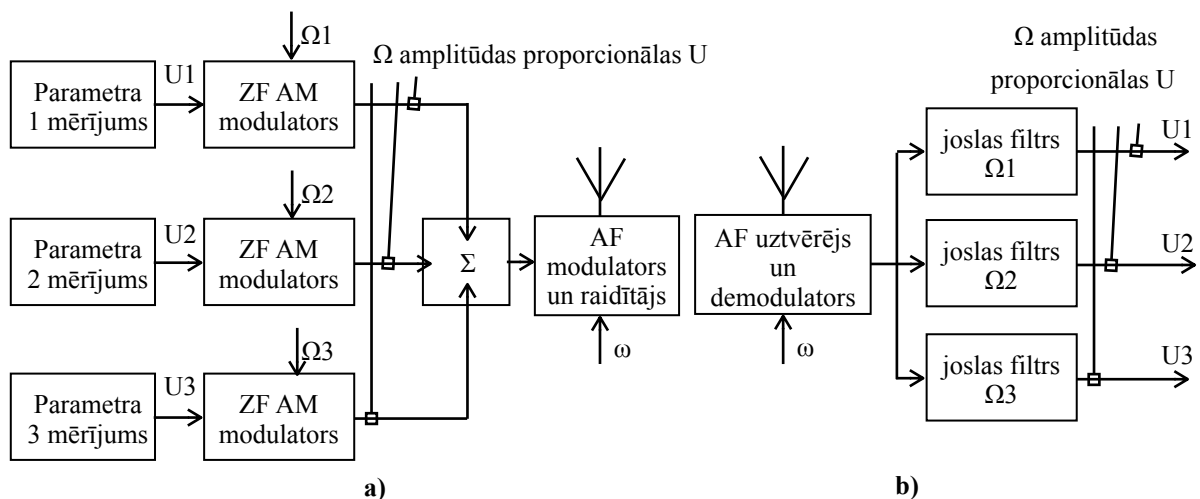 Ω1
Ω amplitūdas proporcionālas U
Parametra
1 mērījums
U1
ZF AM
modulators
Ω2
Parametra
2 mērījums
U2
ZF AM
modulators
Σ
AF
modulators
un raidītājs
ω
Ω3
Parametra
3 mērījums
U3
ZF AM
modulators
a)
Ω amplitūdas
proporcionālas U
AF uztvērējs
un
demodulators
ω
joslas filtrs
Ω1
U1
joslas filtrs
Ω2
U2
joslas filtrs
Ω3
U3
b)